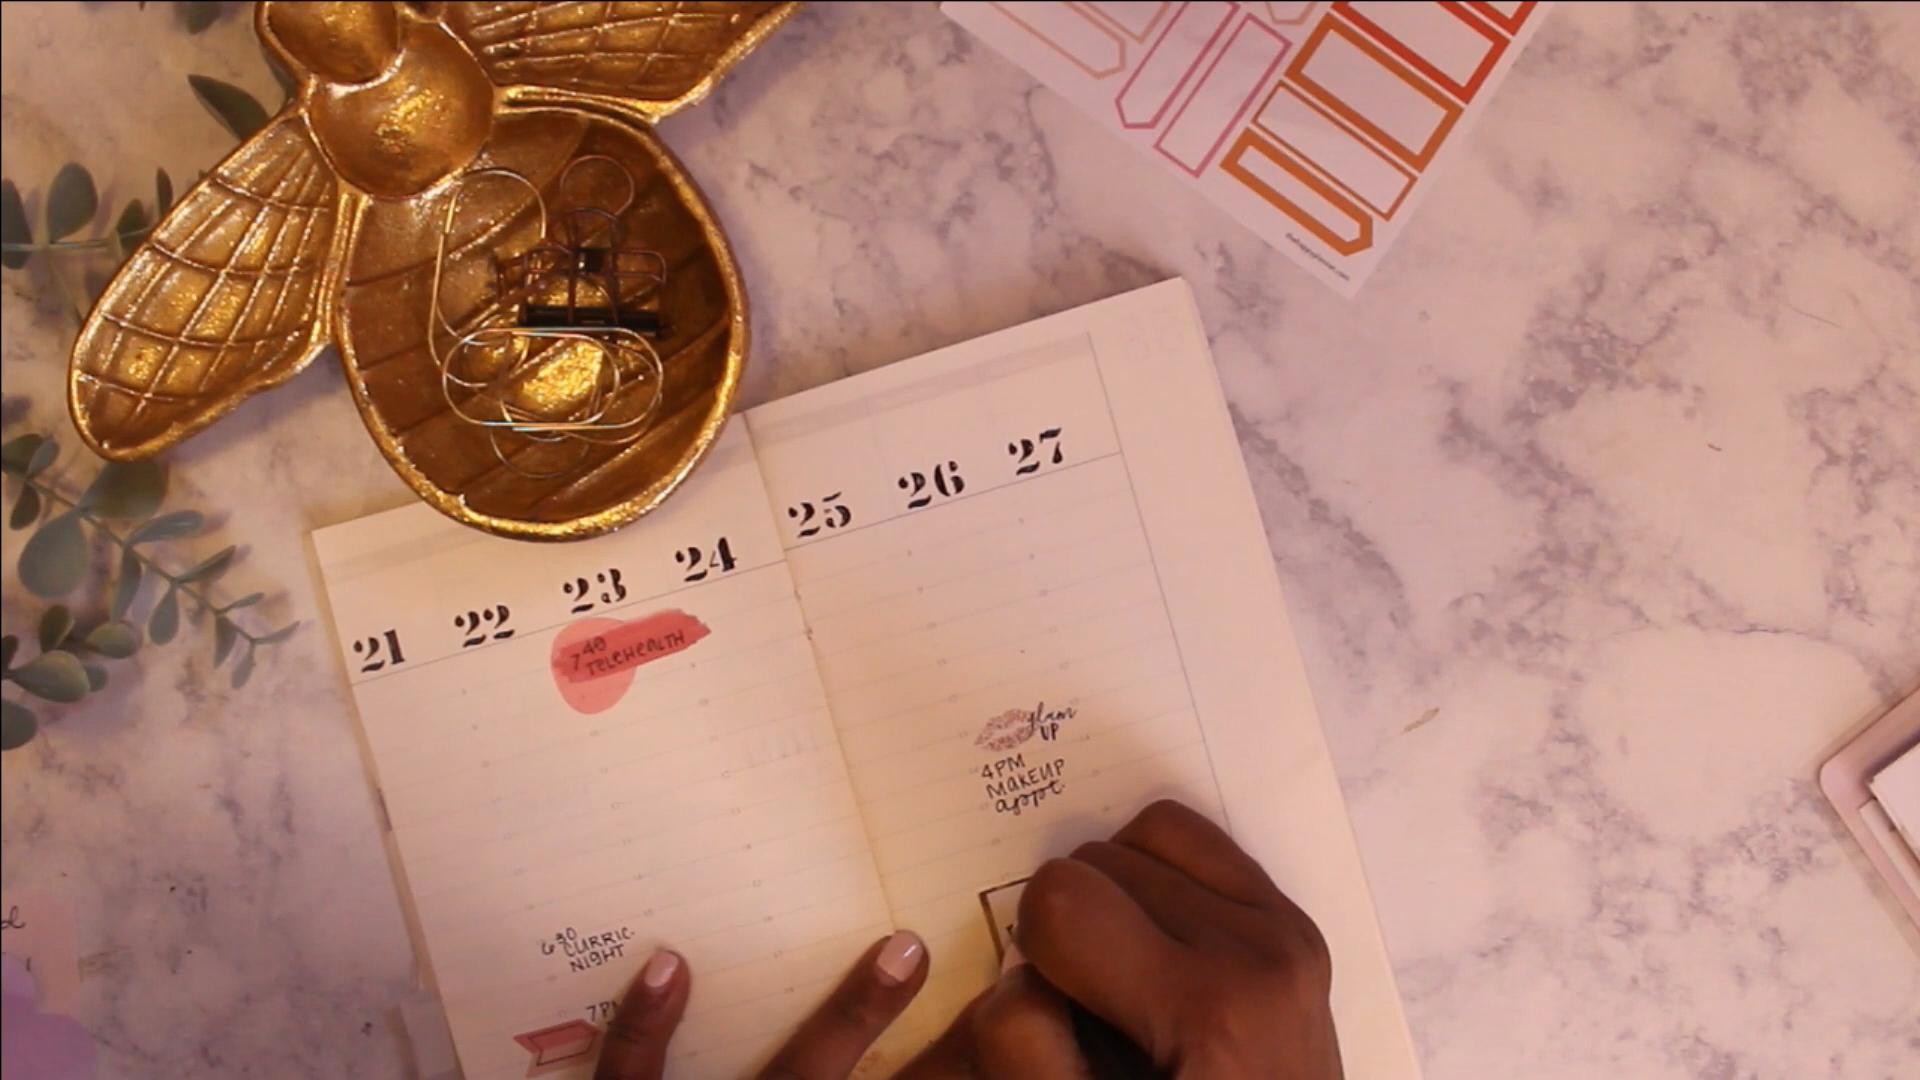 21 22 23 24 25 26 27
7 40
TELEHEALTH
glam
UP
4PM
MAKEUP
appt.
6 30 CURRIC.
NIGHT